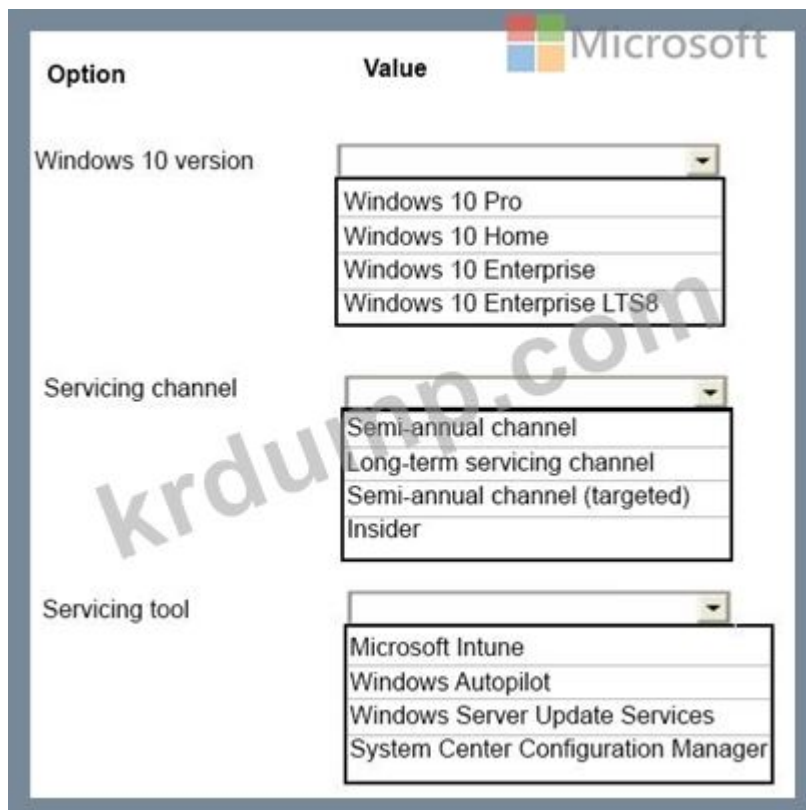 Microsoft
Option Value
Windows 10 version
Windows 10 Pro
Windows 10 Home
Windows 10 Enterprise
Windows 10 Enterprise LTS8
Servicing channel
Semi-annual channel
Long-term servicing channel
Semi-annual channel (targeted)
Insider
krdump.com
Servicing tool
Microsoft Intune
Windows Autopilot
Windows Server Update Services
System Center Configuration Manager